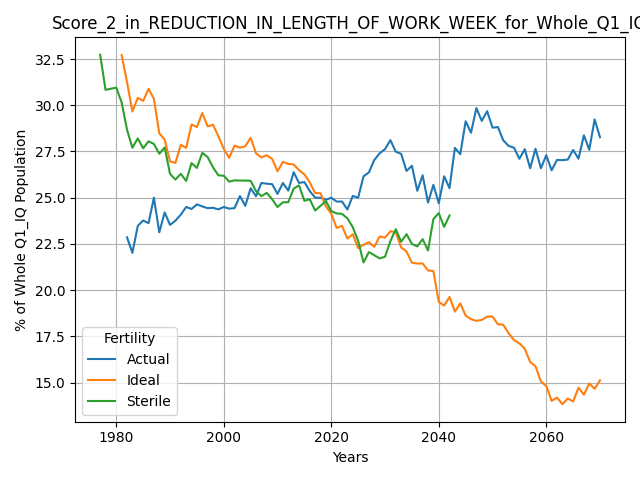 Score_2_in_REDUCTION_IN_LENGTH_OF_WORK_WEEK_for_Whole_Q1_IQ
32.5
30.0
27.5
25.0
22.5
20.0
17.5
15.0
% of Whole Q1_IQ Population
Fertility
Actual
Ideal
Sterile
1980
2000
2020
2040
2060
Years